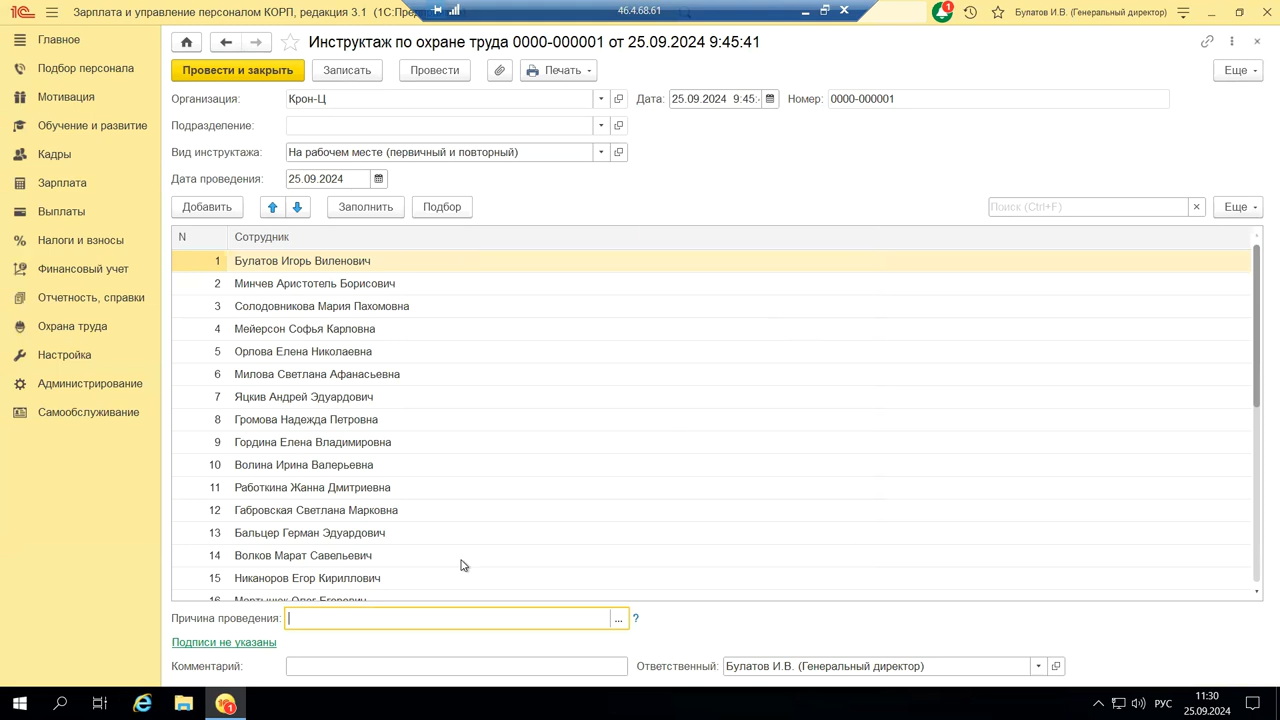 46.4.68.61
Зарплата и управление персоналом КОРП, редакция 3.1 (1С:Пре
1
Булатов И.В. (Генеральный директор)
Главное
Подбор персонала
Мотивация
Обучение и развитие
Кадры
Зарплата
Выплаты
Налоги и взносы
Финансовый учет
Отчетность, справки
Охрана труда
Настройка
Администрирование
Самообслуживание
Инструктаж по охране труда 0000-000001 от 25.09.2024 9:45:41
Провести и закрыть
Записать
Провести
Печать
Еще
Организация: Крон-Ц
Дата: 25.09.2024 9:45:
Номер: 0000-000001
Подразделение:
Вид инструктажа: На рабочем месте (первичный и повторный)
Дата проведения: 25.09.2024
Добавить
Заполнить
Подбор
Поиск (Ctrl+F)
Еще
N Сотрудник
1 Булатов Игорь Виленович
2 Минчев Аристотель Борисович
3 Солодовникова Мария Пахомовна
4 Мейерсон Софья Карловна
5 Орлова Елена Николаевна
6 Милова Светлана Афанасьевна
7 Яцкив Андрей Эдуардович
8 Громова Надежда Петровна
9 Гордина Елена Владимировна
10 Волина Ирина Валерьевна
11 Работкина Жанна Дмитриевна
12 Габровская Светлана Марковна
13 Бальцер Герман Эдуардович
14 Волков Марат Савельевич
15 Никаноров Егор Кириллович
Причина проведения: ... ?
Подписи не указаны
Комментарий:
Ответственный: Булатов И.В. (Генеральный директор)
1
РУС
11:30
25.09.2024